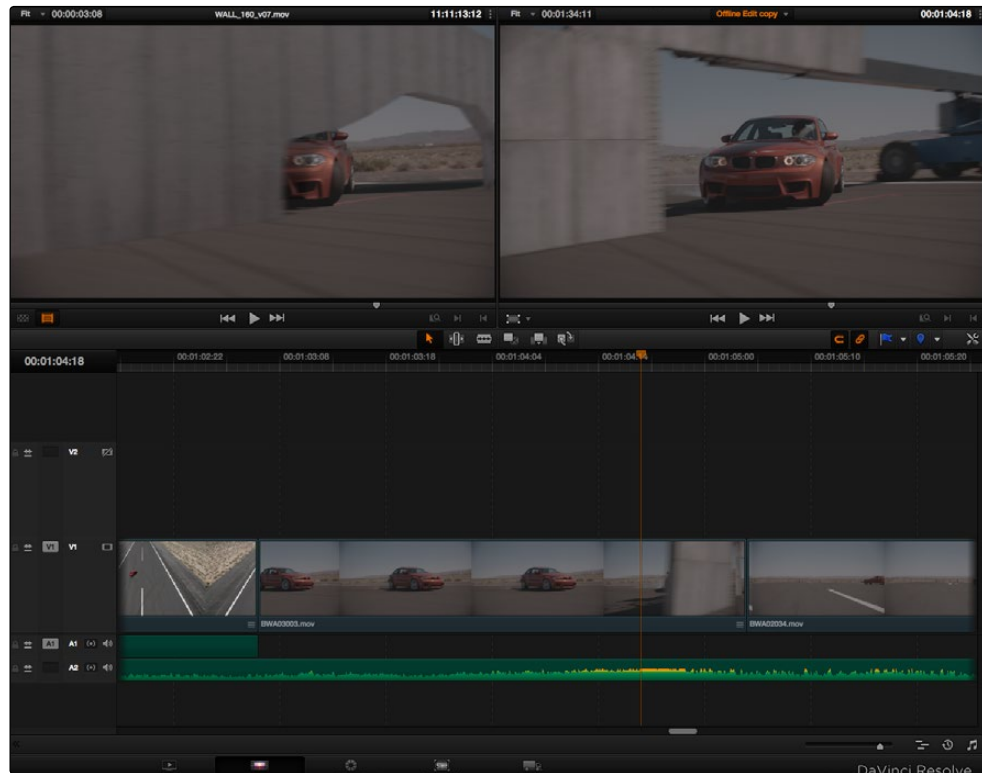 Fit 00:00:03:08 WALL_160_v07.mov 11:11:13:12
Fit 00:01:34:11 Offline Edit copy 00:01:04:18
00:01:04:18 00:01:02:22 00:01:03:08 00:01:03:18 00:01:04:04 00:01:05:00 00:01:05:10 00:01:05:20
V2
V1 V1
BWA03003.mov BWA02034.mov
A1 A1
A2
DaVinci Resolve